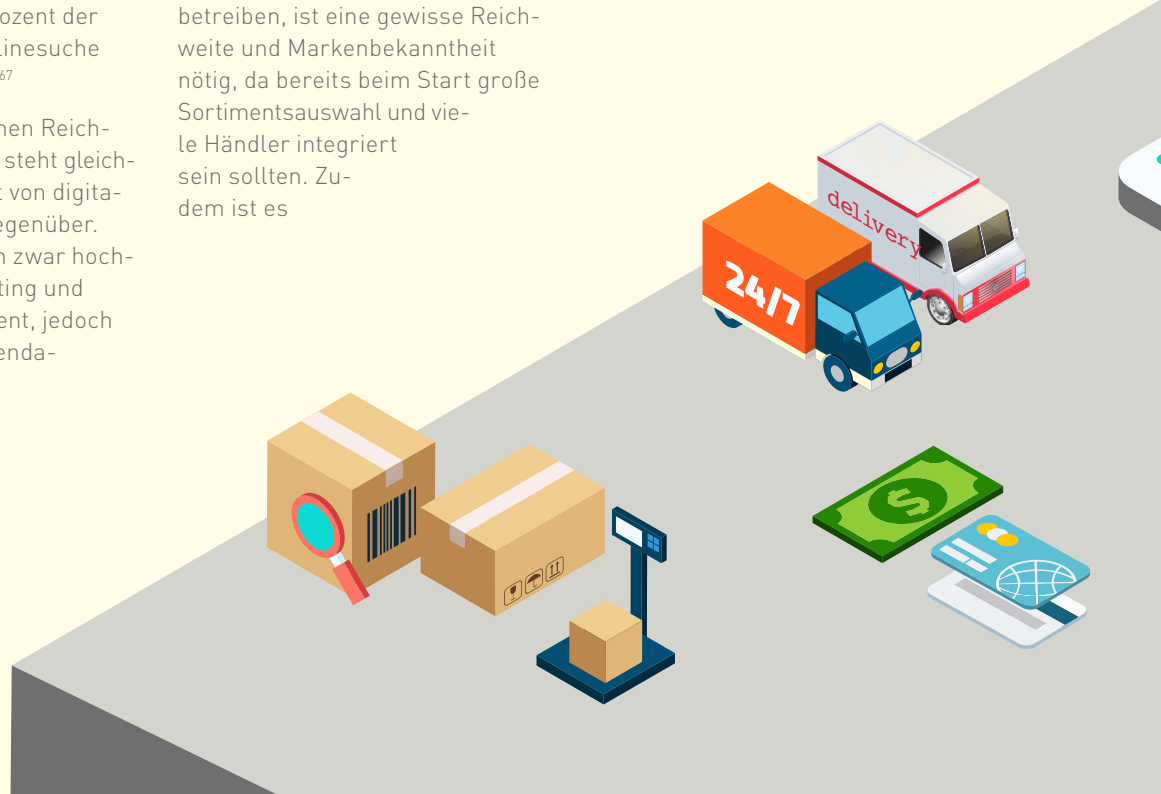 ozent der
linesuche
67
nen Reich-
steht gleich-
t von digita-
egenüber.
n zwar hoch-
ting und
ent, jedoch
enda-
betreiben, ist eine gewisse Reich-
weite und Markenbekanntheit
nötig, da bereits beim Start große
Sortimentsauswahl und vie-
le Händler integriert
sein sollten. Zu-
dem ist es
delivery
24/7